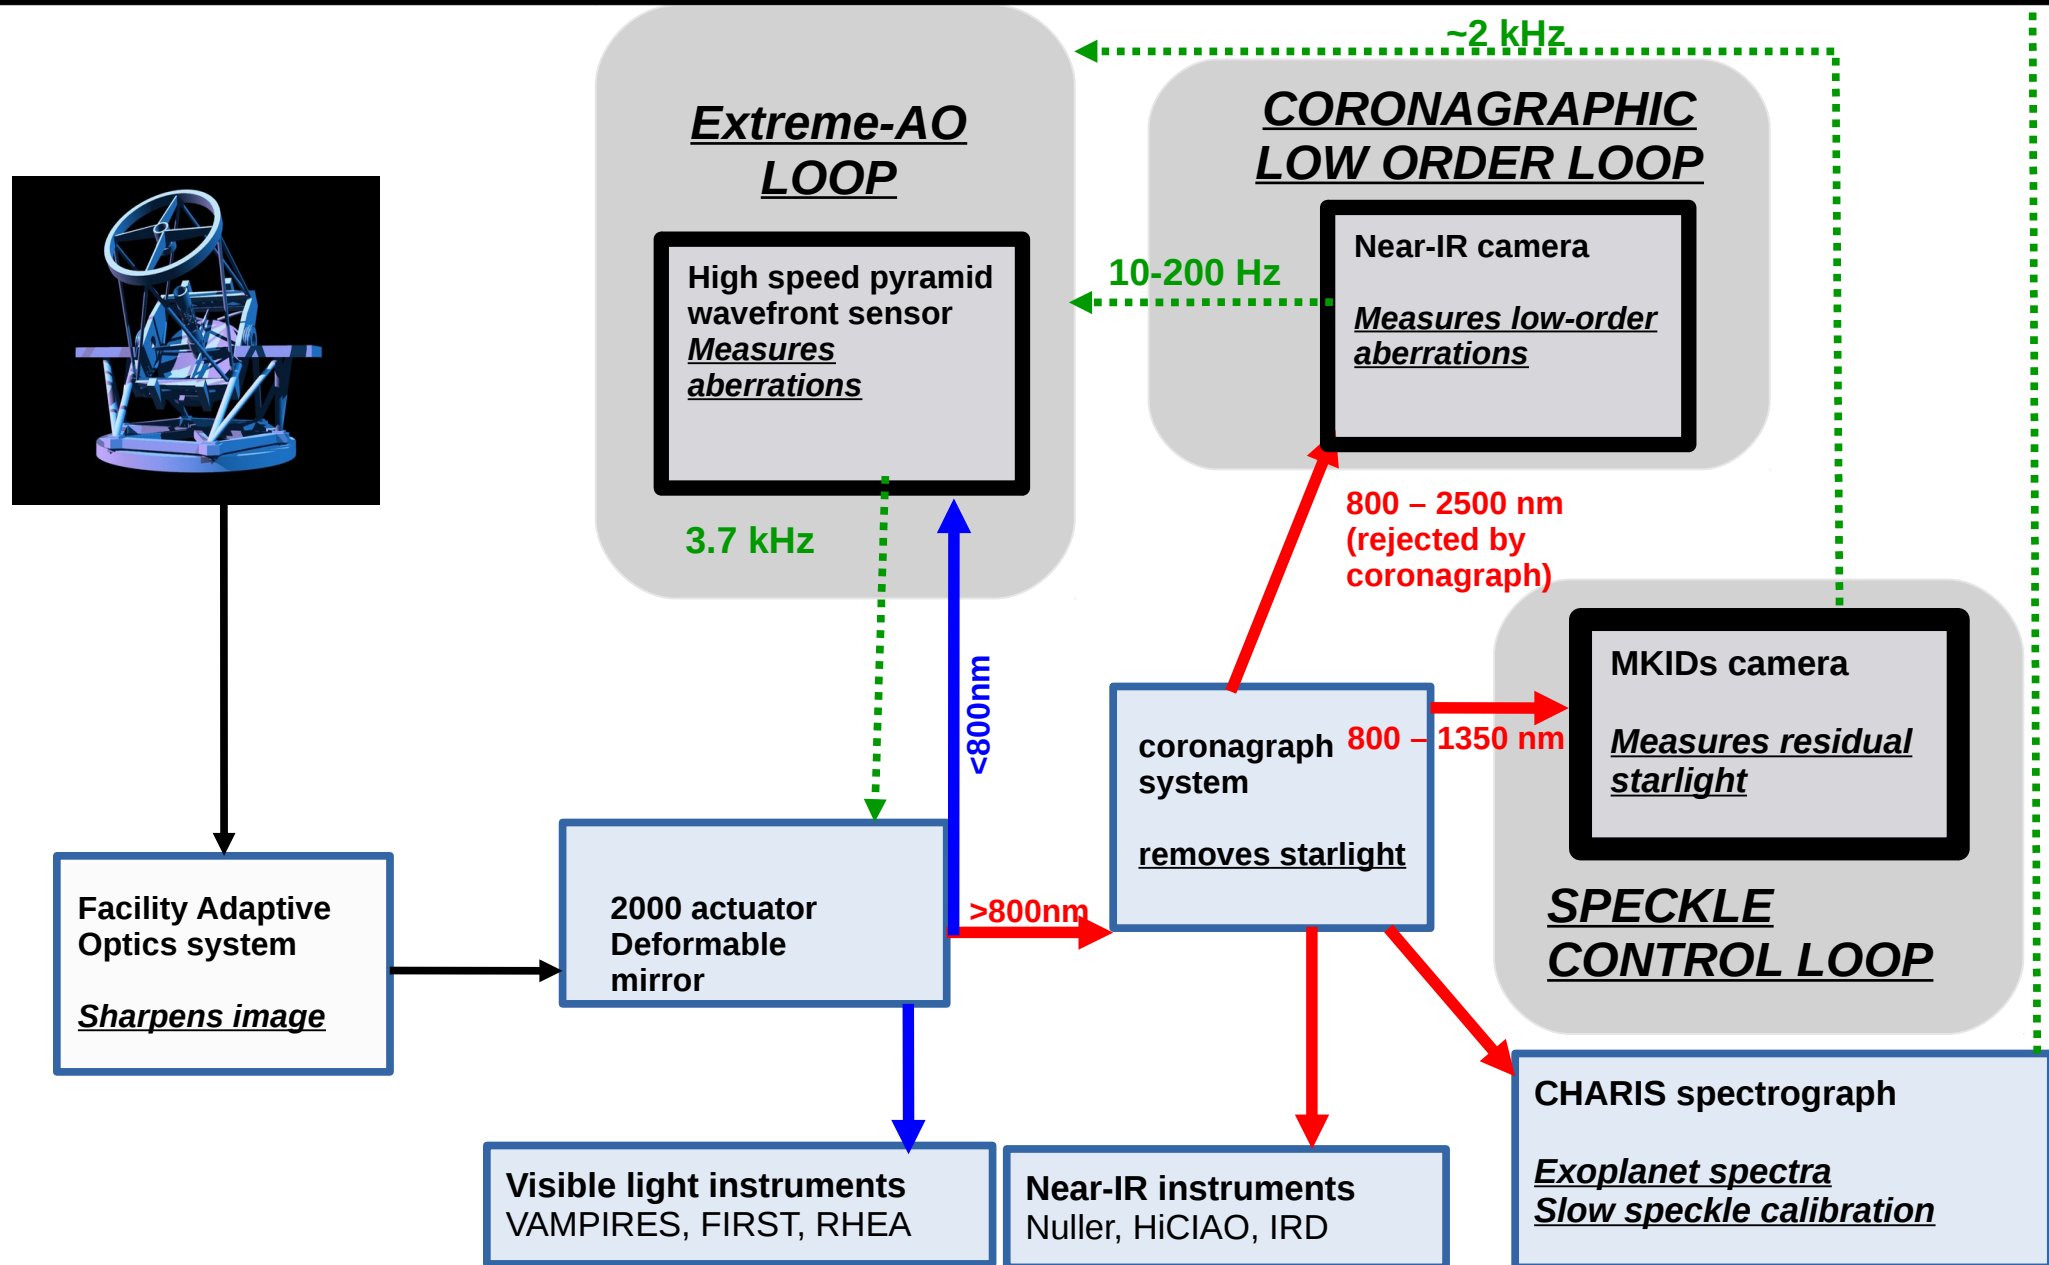 ~2 kHz
Extreme-AO
LOOP
CORONAGRAPHIC
LOW ORDER LOOP
High speed pyramid
wavefront sensor
Measures
aberrations
10-200 Hz
Near-IR camera
Measures low-order
aberrations
3.7 kHz
800 – 2500 nm
(rejected by
coronagraph)
<800nm
coronagraph
system
removes starlight
800 – 1350 nm
MKIDs camera
Measures residual
starlight
SPECKLE
CONTROL LOOP
Facility Adaptive
Optics system
Sharpens image
2000 actuator
Deformable
mirror
>800nm
Visible light instruments
VAMPIRES, FIRST, RHEA
Near-IR instruments
Nuller, HiCIAO, IRD
CHARIS spectrograph
Exoplanet spectra
Slow speckle calibration